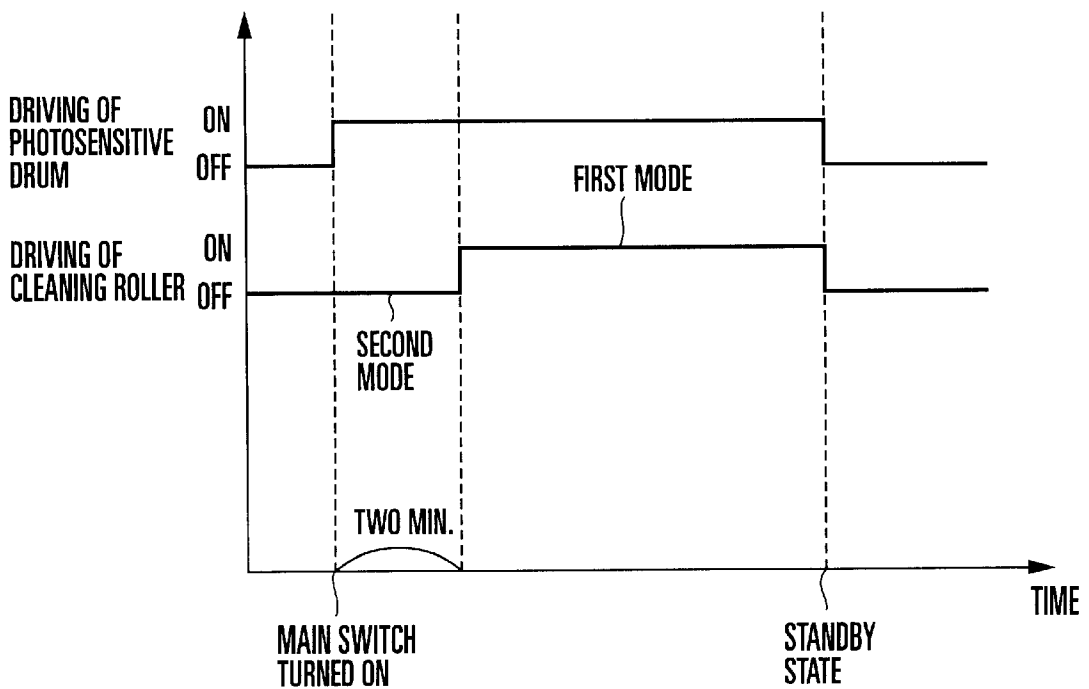 DRIVING OF
PHOTOSENSITIVE
DRUM
ON
OFF
FIRST MODE
DRIVING OF
CLEANING ROLLER
ON
OFF
SECOND
MODE
TWO MIN.
TIME
MAIN SWITCH
TURNED ON
STANDBY
STATE